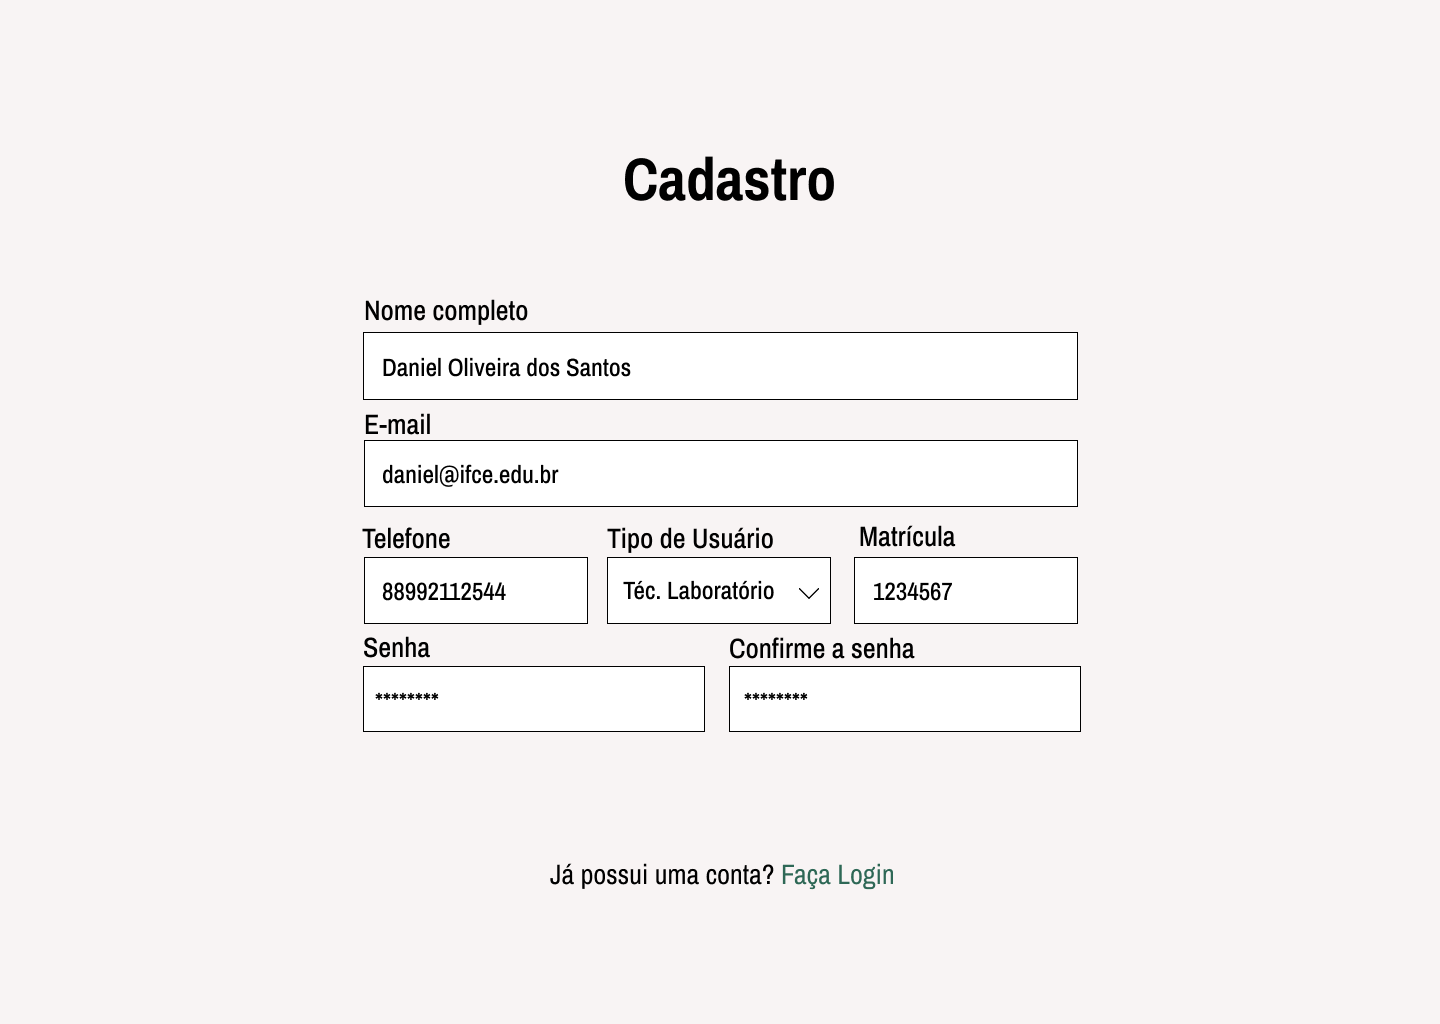 Cadastro
Nome completo
Daniel Oliveira dos Santos
E-mail
daniel@ifce.edu.br
Telefone Tipo de Usuário Matrícula
88992112544 Téc. Laboratório 1234567
Senha Confirme a senha
******** ********
Já possui uma conta? Faça Login